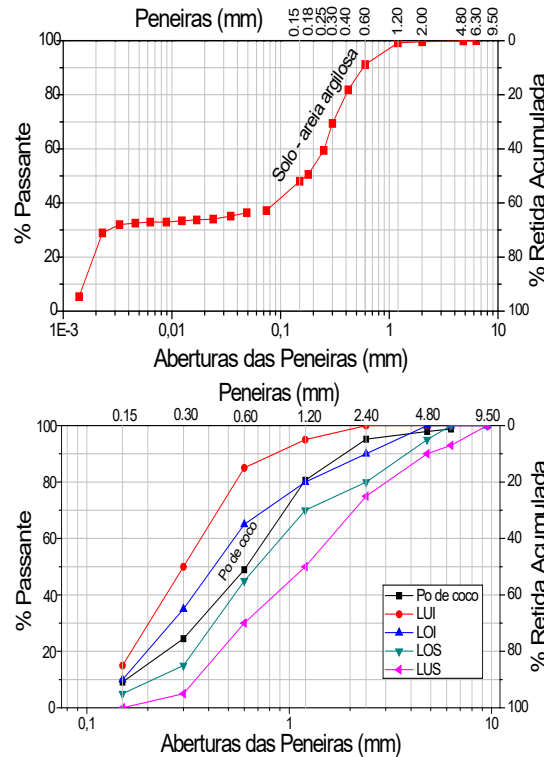 Peneiras (mm)
0.15
0.18
0.25
0.30
0.40
0.60
1.20
2.00
4.80
6.30
9.50
% Passante
100
80
60
40
20
0
Solo - areia argilosa
0
20
40
60
80
100
% Retida Acumulada
1E-3 0,01 0,1 1 10
Aberturas das Peneiras (mm)
Peneiras (mm)
0.15 0.30 0.60 1.20 2.40 4.80 9.50
% Passante
100
80
60
40
20
0
Po de coco
Po de coco
LUI
LOI
LOS
LUS
0
20
40
60
80
100
% Retida Acumulada
0,1 1 10
Aberturas das Peneiras (mm)